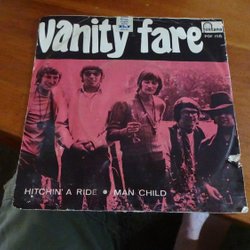 vanity fare
fontana
HITCHIN' A RIDE • MAN CHILD